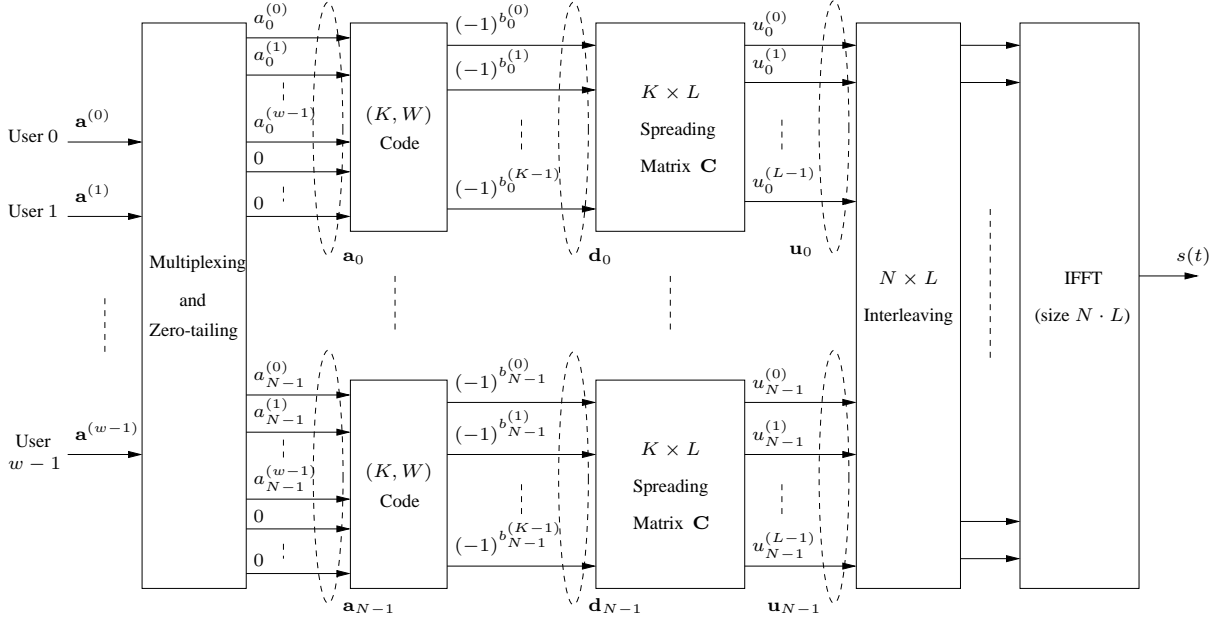 User 0
𝐚^{(0)}
User 1
𝐚^{(1)}
User
w − 1
𝐚^{(w−1)}
Multiplexing
and
Zero-tailing
a_0^{(0)}
a_0^{(1)}
a_0^{(w−1)}
0
0
𝐚_0
(K, W)
Code
(−1)^{b_0^{(0)}}
(−1)^{b_0^{(1)}}
(−1)^{b_0^{(K−1)}}
𝐝_0
K × L
Spreading
Matrix 𝐂
u_0^{(0)}
u_0^{(1)}
u_0^{(L−1)}
𝐮_0
a_{N−1}^{(0)}
a_{N−1}^{(1)}
a_{N−1}^{(w−1)}
0
0
𝐚_{N−1}
(K, W)
Code
(−1)^{b_{N−1}^{(0)}}
(−1)^{b_{N−1}^{(1)}}
(−1)^{b_{N−1}^{(K−1)}}
𝐝_{N−1}
K × L
Spreading
Matrix 𝐂
u_{N−1}^{(0)}
u_{N−1}^{(1)}
u_{N−1}^{(L−1)}
𝐮_{N−1}
N × L
Interleaving
IFFT
(size N · L)
s(t)